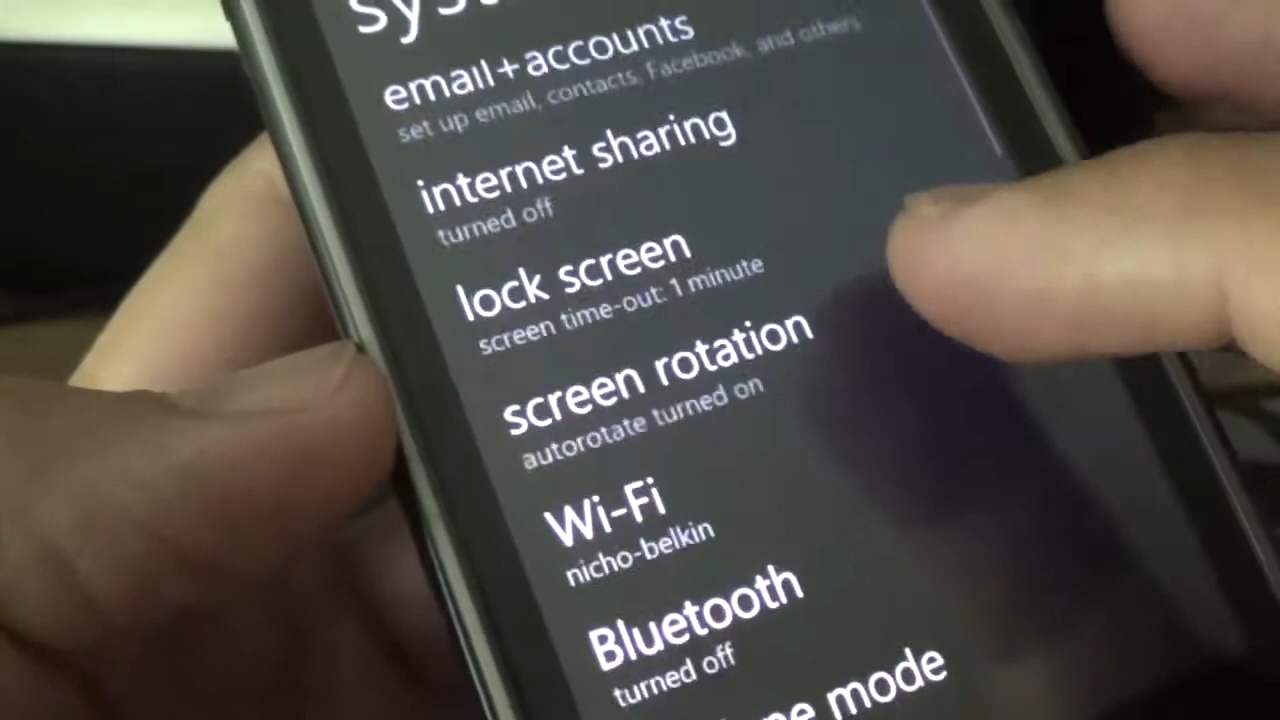 email+accounts
set up email, contacts, Facebook, and others
internet sharing
turned off
lock screen
screen time-out: 1 minute
screen rotation
autorotate turned on
Wi-Fi
nicho-belkin
Bluetooth
turned off
mode